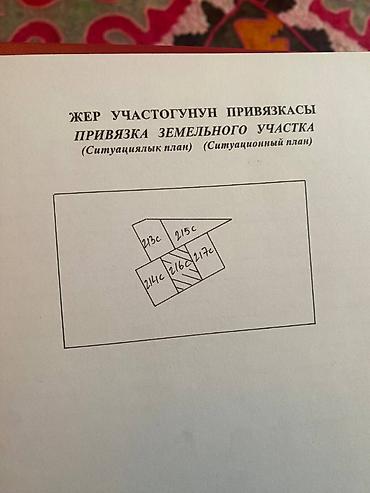 ЖЕР УЧАСТОГУНУН ПРИВЯЗКАСЫ
ПРИВЯЗКА ЗЕМЕЛЬНОГО УЧАСТКА
(Ситуациялык план) (Ситуационный план)
213с 215с
214с 216с 217с